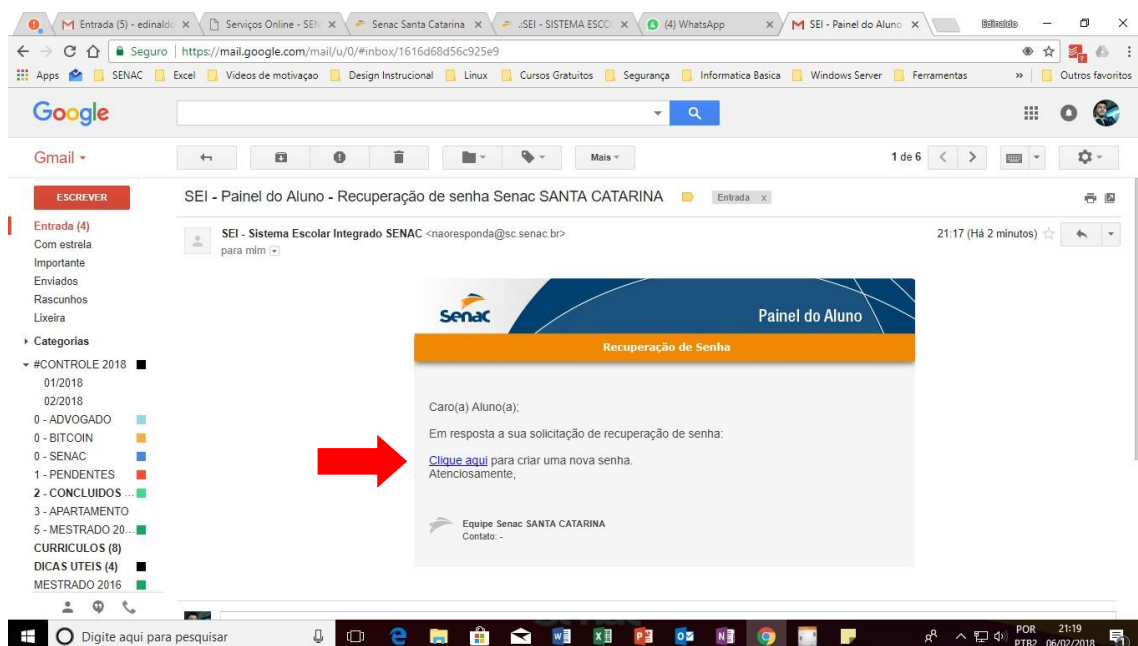 Entrada (5) - edinaldo
Serviços Online - SEN
Senac Santa Catarina
.:SEI - SISTEMA ESCO
(4) WhatsApp
SEI - Painel do Aluno
Edinaldo
Seguro https://mail.google.com/mail/u/0/#inbox/1616d68d56c925e9
Apps SENAC Excel Videos de motivaçao Design Instrucional Linux Cursos Gratuitos Segurança Informatica Basica Windows Server Ferramentas » Outros favoritos
Google
Gmail
Mais
1 de 6
ESCREVER
Entrada (4)
Com estrela
Importante
Enviados
Rascunhos
Lixeira
Categorias
#CONTROLE 2018
01/2018
02/2018
0 - ADVOGADO
0 - BITCOIN
0 - SENAC
1 - PENDENTES
2 - CONCLUIDOS ...
3 - APARTAMENTO
5 - MESTRADO 20...
CURRICULOS (8)
DICAS UTEIS (4)
MESTRADO 2016
SEI - Painel do Aluno - Recuperação de senha Senac SANTA CATARINA
Entrada x
SEI - Sistema Escolar Integrado SENAC <naoresponda@sc.senac.br>
21:17 (Há 2 minutos)
para mim
Senac
Painel do Aluno
Recuperação de Senha
Caro(a) Aluno(a);
Em resposta a sua solicitação de recuperação de senha:
Clique aqui para criar uma nova senha.
Atenciosamente,
Equipe Senac SANTA CATARINA
Contato: -
Digite aqui para pesquisar
POR
PTB2
21:19
06/02/2018